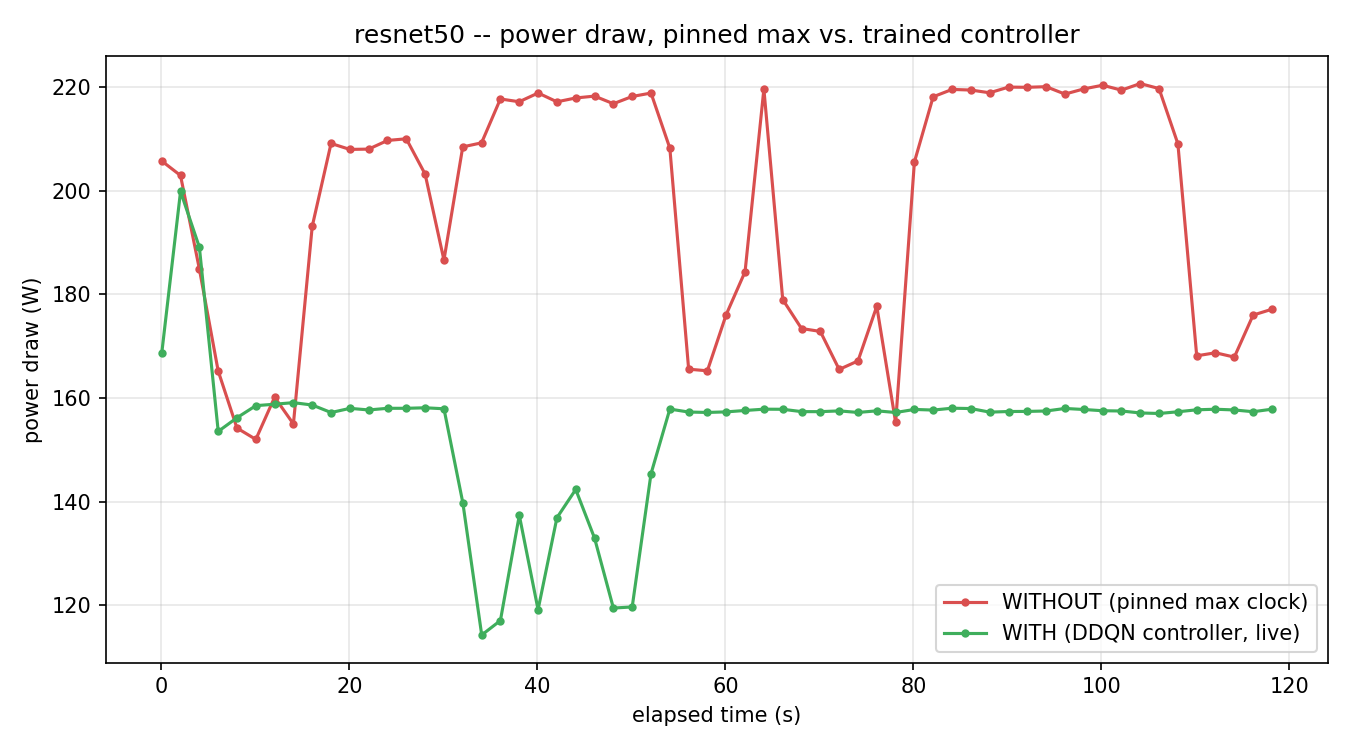 resnet50 -- power draw, pinned max vs. trained controller
power draw (W)
220
200
180
160
140
120
0 20 40 60 80 100 120
elapsed time (s)
WITHOUT (pinned max clock)
WITH (DDQN controller, live)